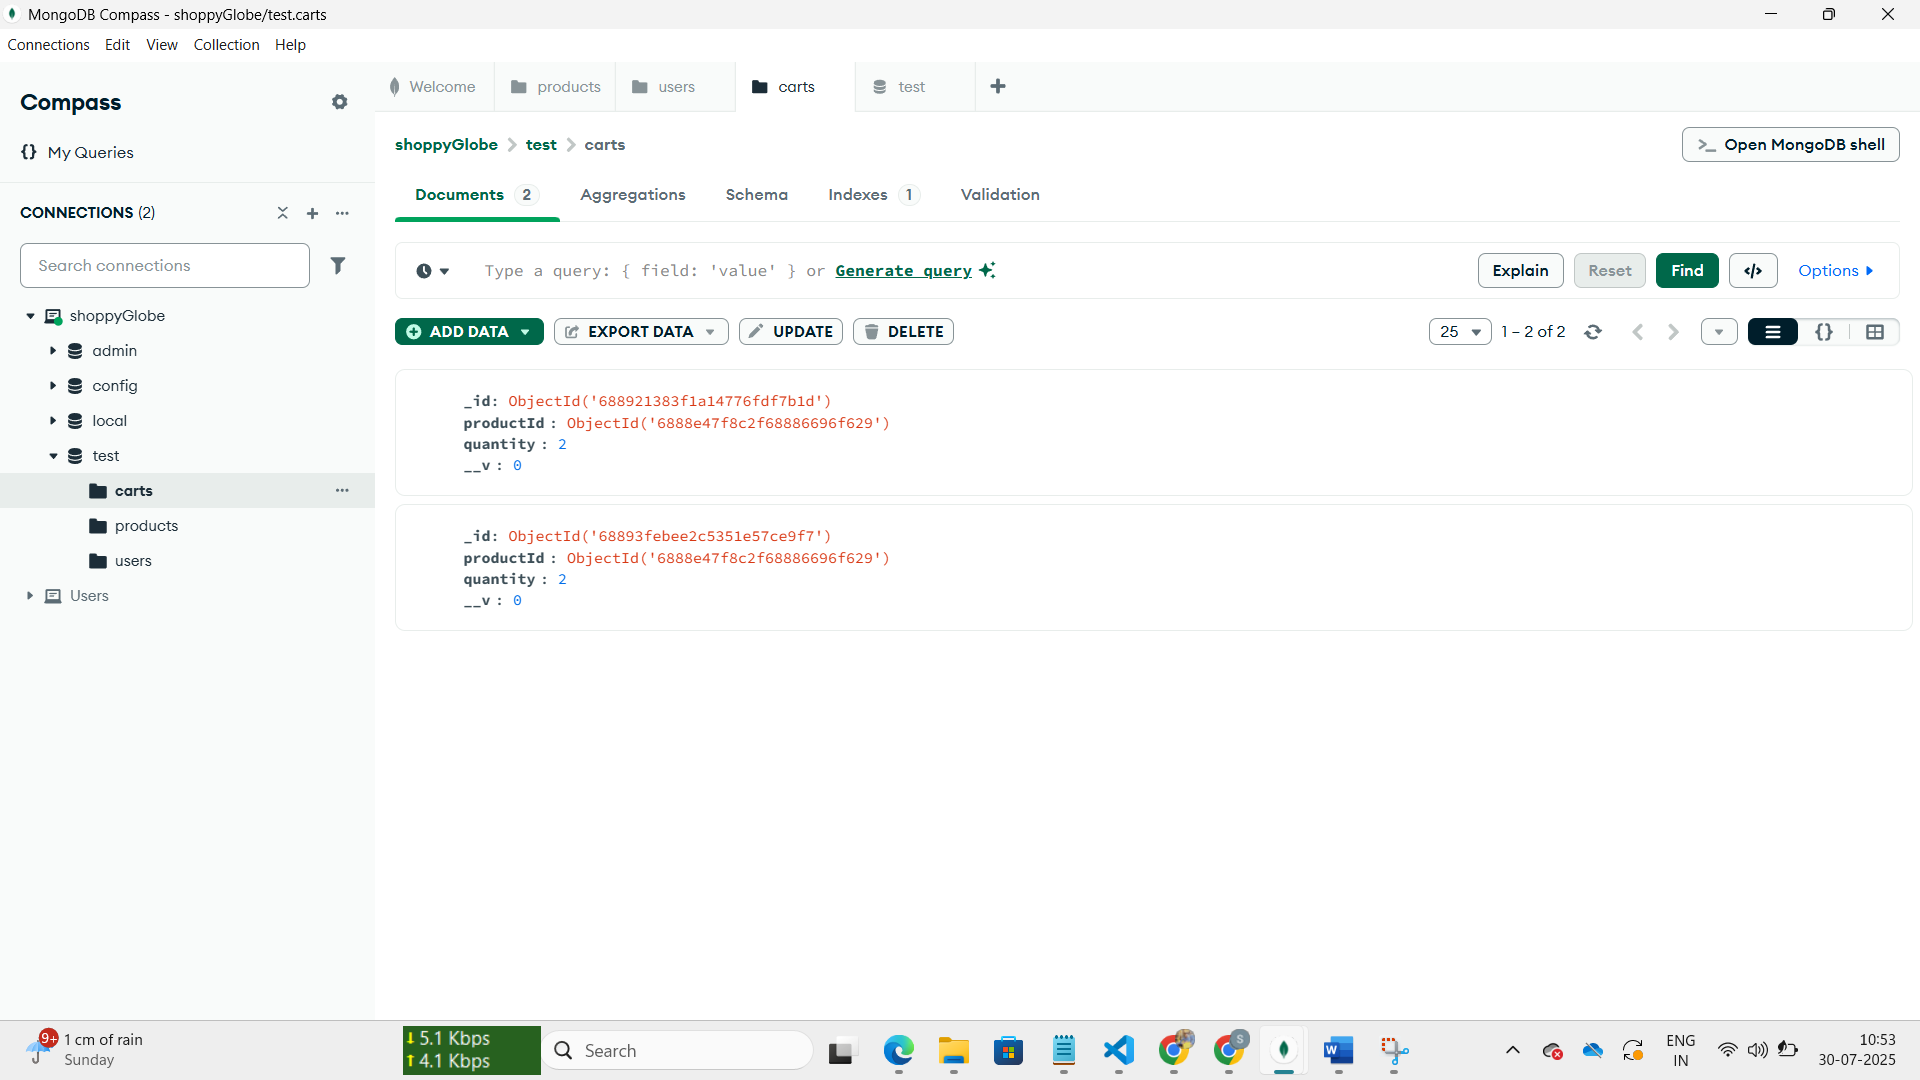 MongoDB Compass - shoppyGlobe/test.carts
Connections Edit View Collection Help
Compass
{} My Queries
CONNECTIONS (2)
Search connections
shoppyGlobe
admin
config
local
test
carts
products
users
Users
Welcome products users carts test
shoppyGlobe > test > carts
>_ Open MongoDB shell
Documents 2 Aggregations Schema Indexes 1 Validation
Type a query: { field: 'value' } or Generate query
Explain Reset Find </> Options
ADD DATA EXPORT DATA UPDATE DELETE
25 1 – 2 of 2 {}
_id: ObjectId('688921383f1a14776fdf7b1d')
productId : ObjectId('6888e47f8c2f68886696f629')
quantity : 2
__v : 0
_id: ObjectId('68893febee2c5351e57ce9f7')
productId : ObjectId('6888e47f8c2f68886696f629')
quantity : 2
__v : 0
9+ 1 cm of rain
Sunday
↓ 5.1 Kbps
↑ 4.1 Kbps
Search
S
W
ENG
IN
10:53
30-07-2025